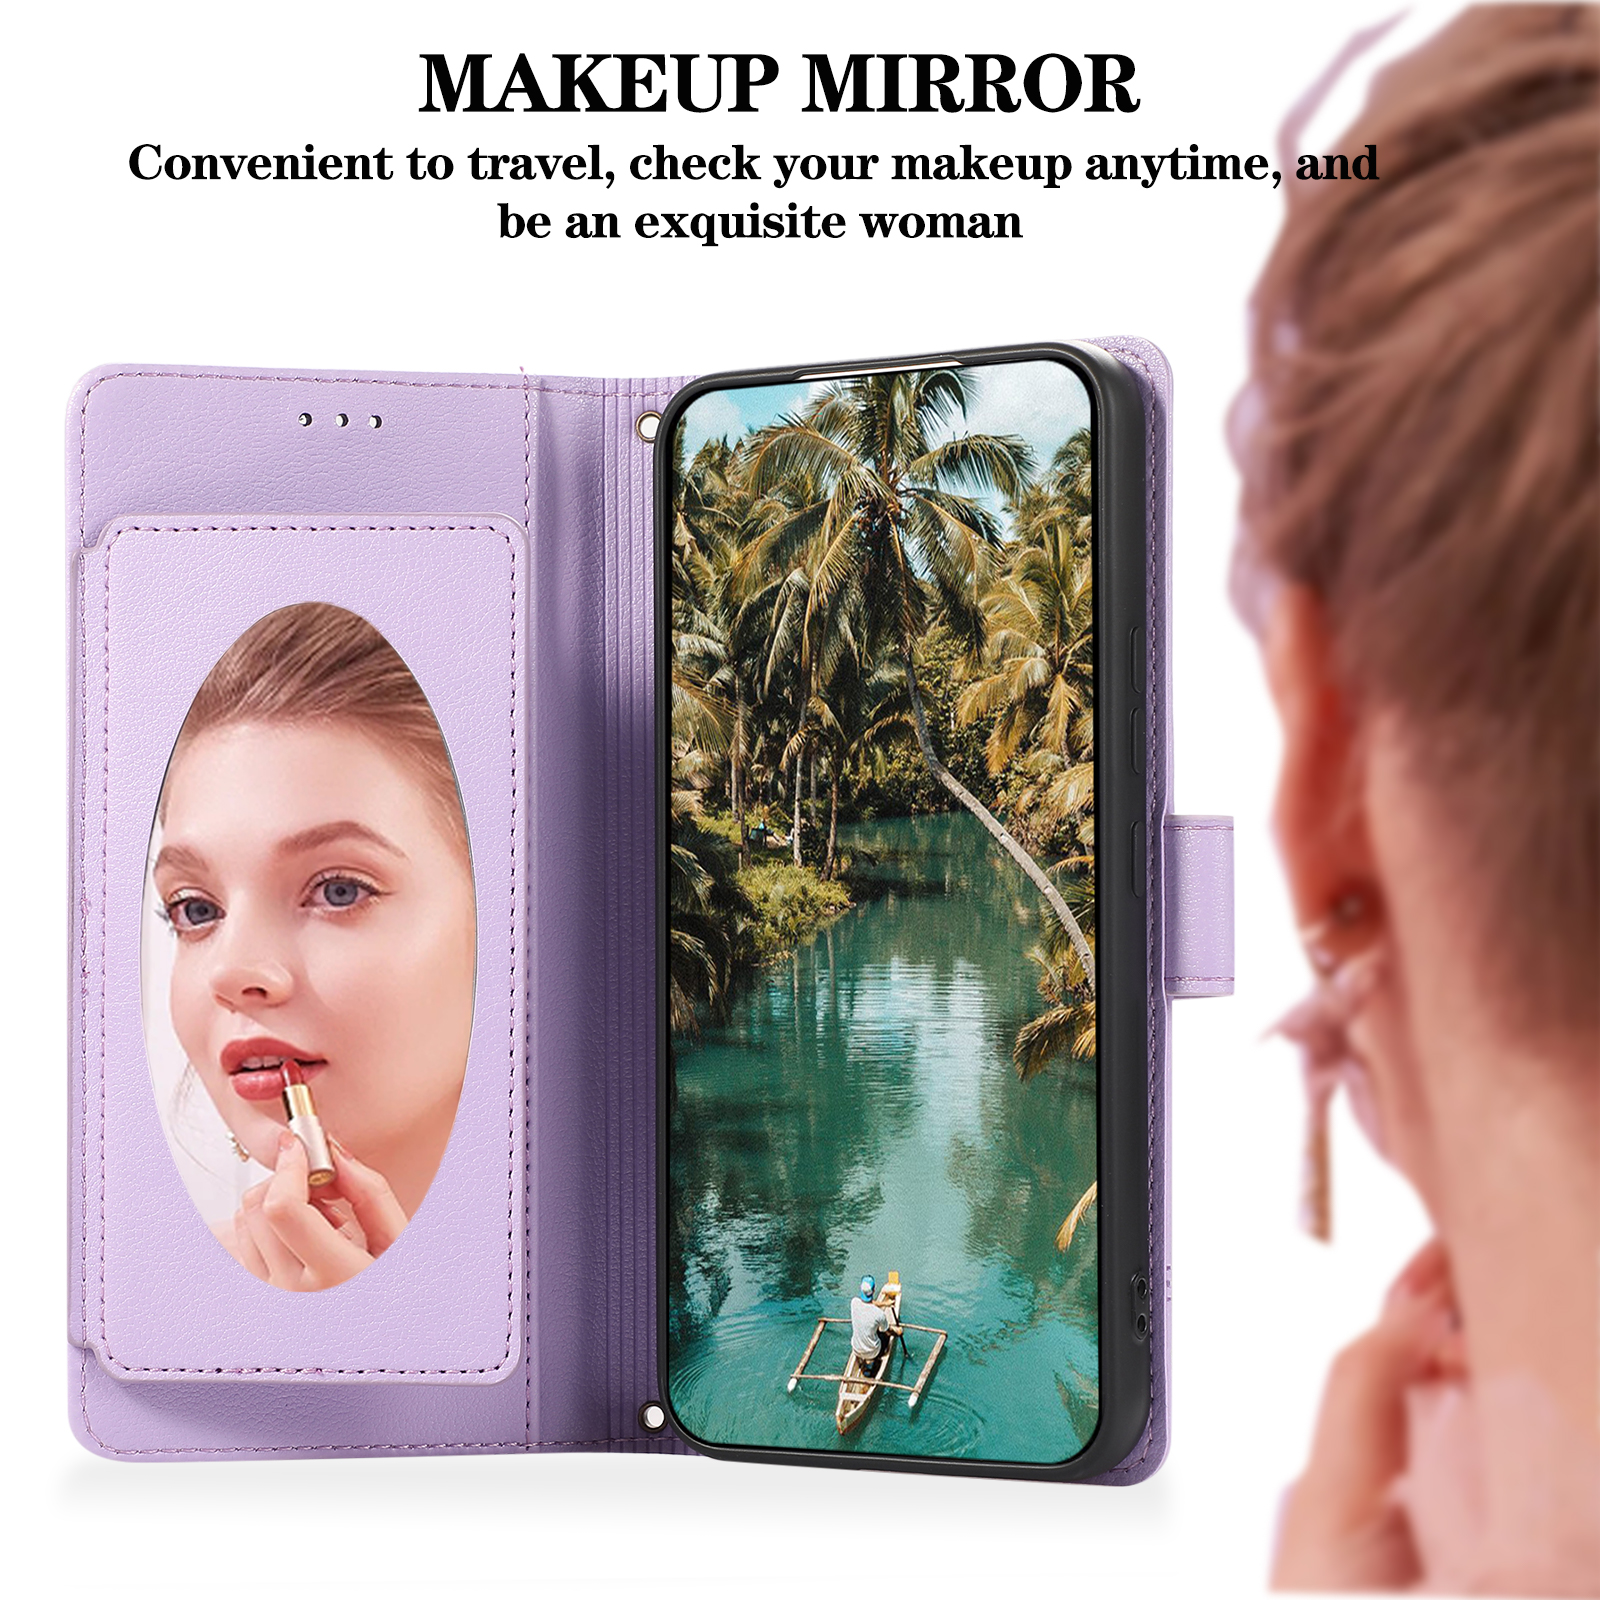 MAKEUP MIRROR
Convenient to travel, check your makeup anytime, and
be an exquisite woman